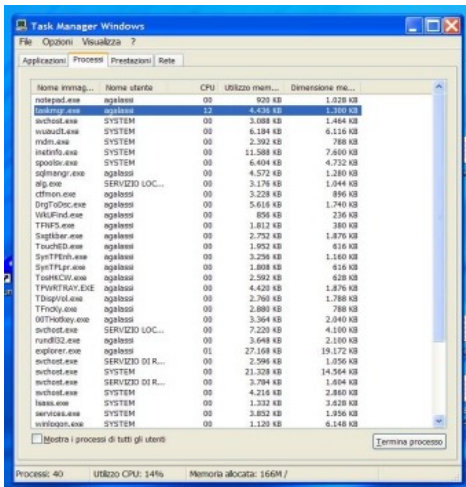 Task Manager Windows
File Opzioni Visualizza ?
Applicazioni Processi Prestazioni Rete
Nome immag... Nome utente CPU Utilizzo mem... Dimensione me...
notepad.exe agalassi 00 920 KB 1.028 KB
taskmgr.exe agalassi 12 4.436 KB 1.300 KB
svchost.exe SYSTEM 00 3.088 KB 1.464 KB
wuauclt.exe SYSTEM 00 6.184 KB 6.116 KB
mdm.exe SYSTEM 00 2.392 KB 788 KB
inetinfo.exe SYSTEM 00 11.588 KB 7.600 KB
spoolsv.exe SYSTEM 00 6.404 KB 4.732 KB
sqlmangr.exe agalassi 00 4.572 KB 1.280 KB
alg.exe SERVIZIO LOC... 00 3.176 KB 1.044 KB
ctfmon.exe agalassi 00 3.228 KB 896 KB
DrgToDsc.exe agalassi 00 5.616 KB 1.740 KB
WkUFind.exe agalassi 00 856 KB 236 KB
TFNF5.exe agalassi 00 1.812 KB 380 KB
Sxgtkbar.exe agalassi 00 2.752 KB 1.876 KB
TouchED.exe agalassi 00 1.952 KB 616 KB
SynTPEnh.exe agalassi 00 3.256 KB 1.160 KB
SynTPLpr.exe agalassi 00 1.808 KB 616 KB
TosHKCW.exe agalassi 00 2.592 KB 628 KB
TPWRTRAY.EXE agalassi 00 4.420 KB 1.876 KB
TDispVol.exe agalassi 00 2.760 KB 1.788 KB
TFncKy.exe agalassi 00 2.880 KB 788 KB
00THotkey.exe agalassi 00 3.364 KB 2.040 KB
svchost.exe SERVIZIO LOC... 00 7.220 KB 4.100 KB
rundll32.exe agalassi 00 3.648 KB 2.100 KB
explorer.exe agalassi 01 27.168 KB 19.172 KB
svchost.exe SERVIZIO DI R... 00 2.596 KB 1.056 KB
svchost.exe SYSTEM 00 21.328 KB 14.564 KB
svchost.exe SERVIZIO DI R... 00 3.784 KB 1.604 KB
svchost.exe SYSTEM 00 4.216 KB 2.860 KB
lsass.exe SYSTEM 00 1.332 KB 3.628 KB
services.exe SYSTEM 00 3.852 KB 1.956 KB
winlogon.exe SYSTEM 00 1.120 KB 6.148 KB
Mostra i processi di tutti gli utenti
Termina processo
Processi: 40 Utilizzo CPU: 14% Memoria allocata: 166M /